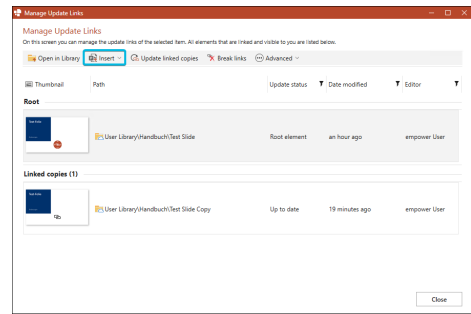 Manage Update Links
Manage Update Links
On this screen you can manage the update links of the selected item. All elements that are linked and visible to you are listed below.
Open in Library Insert Update linked copies Break links Advanced
Thumbnail Path Update status Date modified Editor
Root
User Library\Handbuch\Test Slide Root element an hour ago empower User
Linked copies (1)
User Library\Handbuch\Test Slide Copy Up to date 19 minutes ago empower User
Close